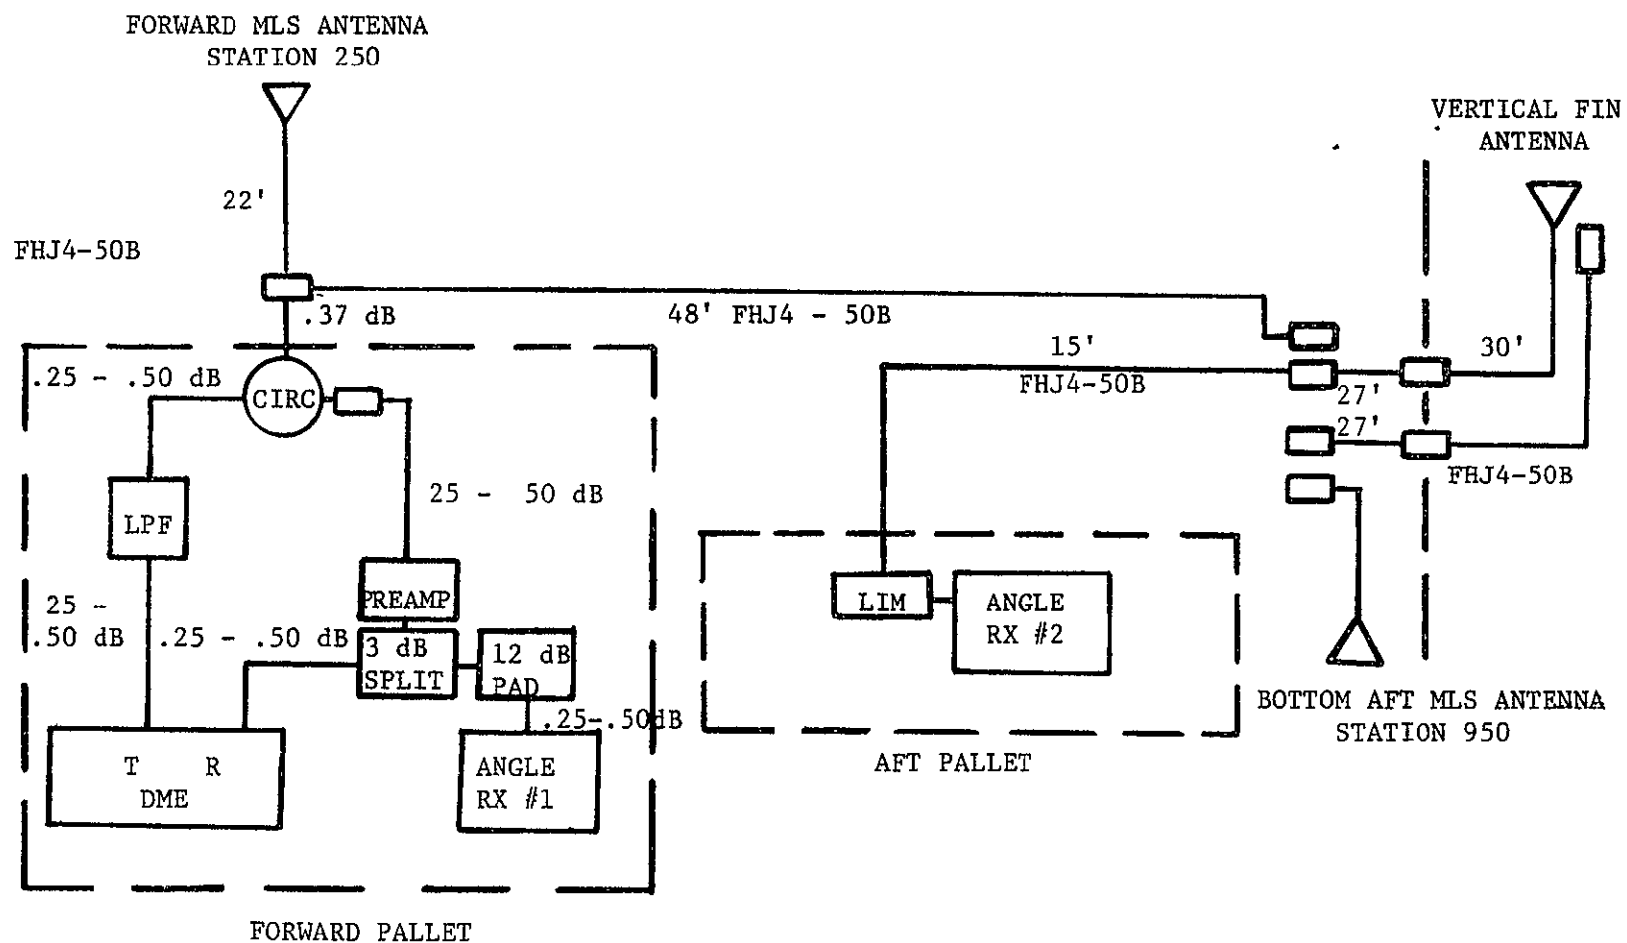 FORWARD MLS ANTENNA
STATION 250
VERTICAL FIN
ANTENNA
22'
FHJ4-50B
.37 dB
48' FHJ4 - 50B
15'
FHJ4-50B
30'
27'
27'
FHJ4-50B
.25 - .50 dB
CIRC
25 - 50 dB
LPF
PREAMP
25 -
.50 dB
.25 - .50 dB
3 dB
SPLIT
12 dB
PAD
.25-.50dB
T R
DME
ANGLE
RX #1
LIM
ANGLE
RX #2
BOTTOM AFT MLS ANTENNA
STATION 950
AFT PALLET
FORWARD PALLET